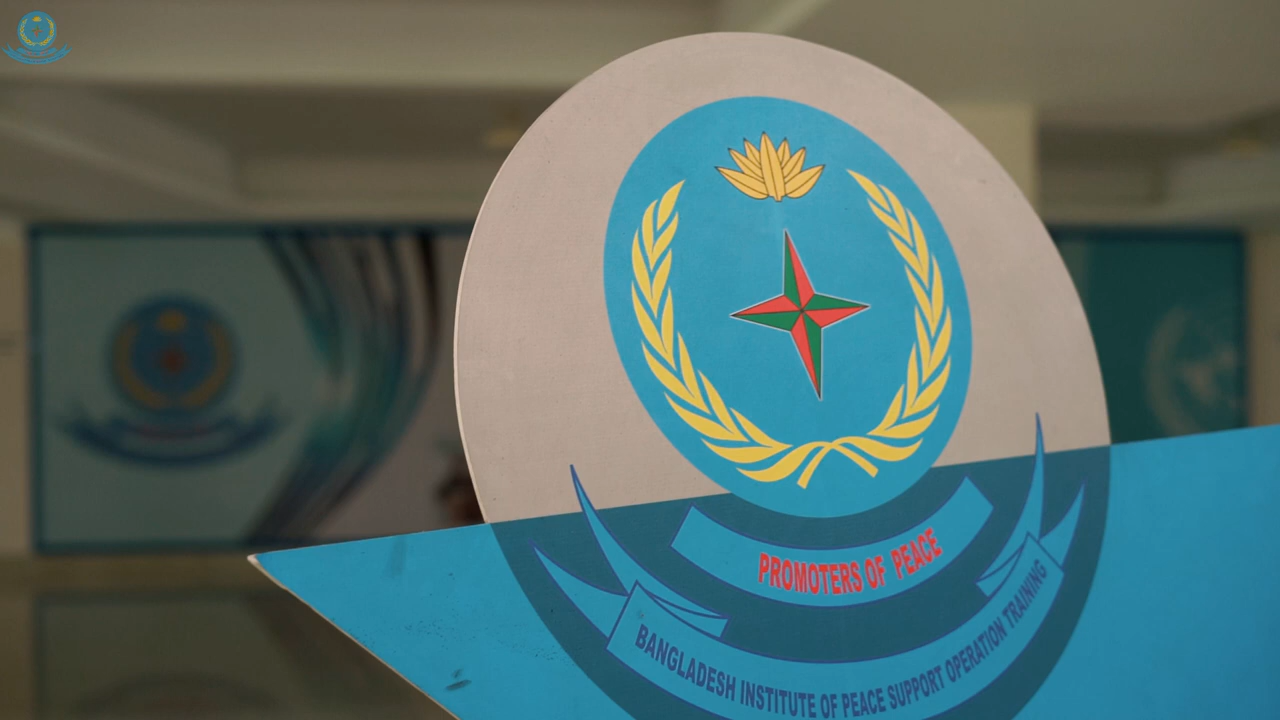 PROMOTERS OF PEACE
BANGLADESH INSTITUTE OF PEACE SUPPORT OPERATION TRAINING